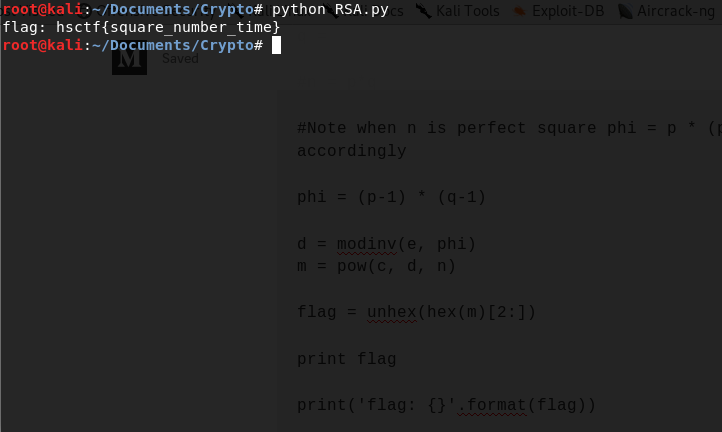 root@kali:~/Documents/Crypto# python RSA.py
flag: hsctf{square_number_time}
root@kali:~/Documents/Crypto#
Kali Tools Exploit-DB Aircrack-ng
M Saved
#Note when n is perfect square phi = p * (p
accordingly
phi = (p-1) * (q-1)
d = modinv(e, phi)
m = pow(c, d, n)
flag = unhex(hex(m)[2:])
print flag
print('flag: {}'.format(flag))